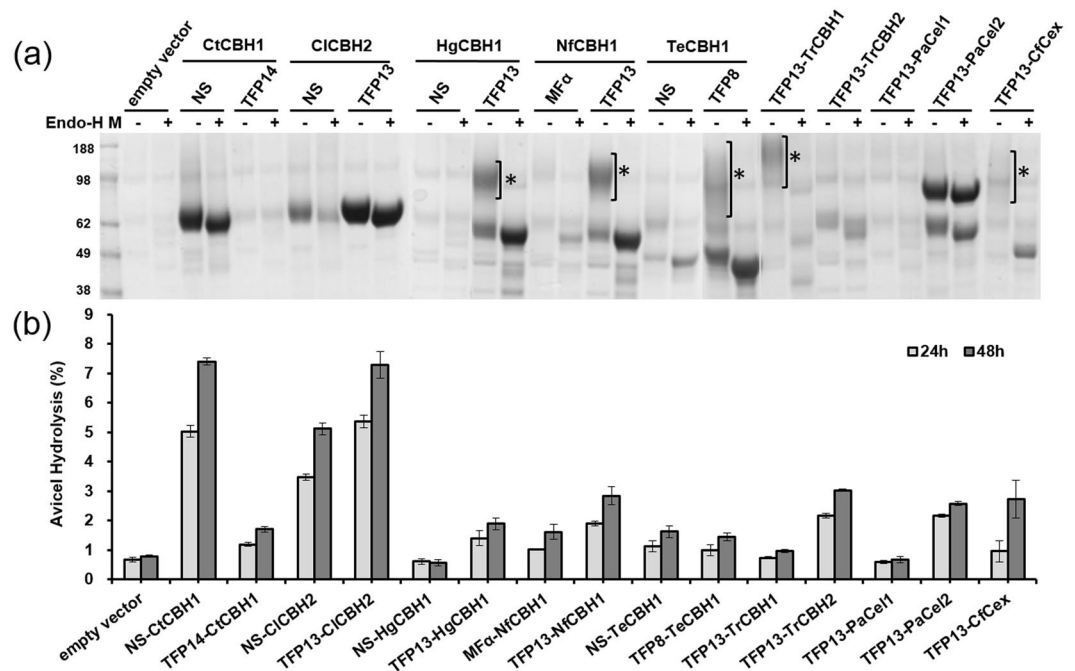 (a)
CtCBH1 ClCBH2 HgCBH1 NfCBH1 TeCBH1
empty vector NS TFP14 NS TFP13 NS TFP13 MFα TFP13 NS TFP8 TFP13-TrCBH1 TFP13-TrCBH2 TFP13-PaCel1 TFP13-PaCel2 TFP13-CfCex
Endo-H M - + - + - + - + - + - + - + - + - + - + - + - + - + - + - + - +
188
98
62
49
38
* * * * *
(b)
9
8
7
6
5
4
3
2
1
0
Avicel Hydrolysis (%)
24h 48h
empty vector NS-CtCBH1 TFP14-CtCBH1 NS-ClCBH2 TFP13-ClCBH2 NS-HgCBH1 TFP13-HgCBH1 MFα-NfCBH1 TFP13-NfCBH1 NS-TeCBH1 TFP8-TeCBH1 TFP13-TrCBH1 TFP13-TrCBH2 TFP13-PaCel1 TFP13-PaCel2 TFP13-CfCex